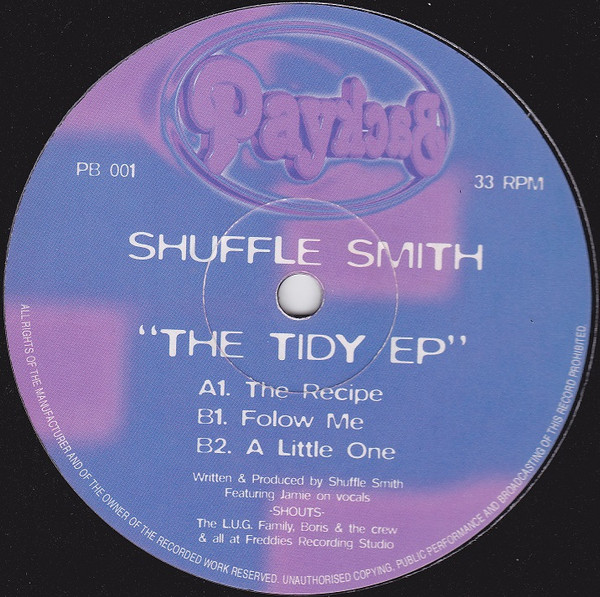 PayBack
PB 001
33 RPM
SHUFFLE SMITH
"THE TIDY EP"
A1. The Recipe
B1. Folow Me
B2. A Little One
Written & Produced by Shuffle Smith
Featuring Jamie on vocals
-SHOUTS-
The L.U.G. Family, Boris & the crew
& all at Freddies Recording Studio
ALL RIGHTS OF THE MANUFACTURER AND OF THE OWNER OF THE RECORDED WORK RESERVED. UNAUTHORISED COPYING, PUBLIC PERFORMANCE AND BROADCASTING OF THIS RECORD PROHIBITED.